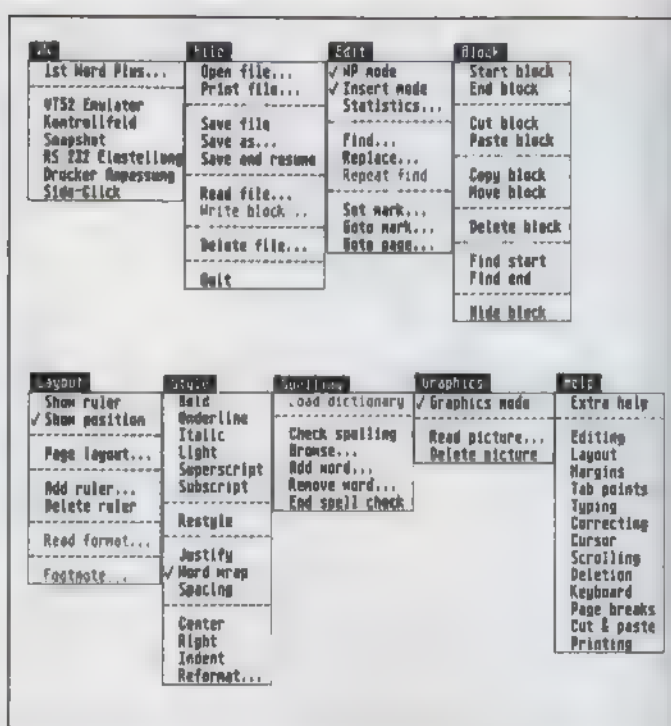 1st Word Plus...
VT52 Emulator
Kontrollfeld
Snapshot
RS 232 Einstellung
Drucker Anpassung
Side-Click
File
Open file...
Print file...
Save file
Save as...
Save and resume
Read file...
Write block ..
Delete file...
Quit
Edit
✓ WP mode
✓ Insert mode
Statistics...
Find...
Replace...
Repeat find
Set mark...
Goto mark...
Goto page...
Block
Start block
End block
Cut block
Paste block
Copy block
Move block
Delete block
Find start
Find end
Hide block
Layout
Show ruler
✓ Show position
Page layout...
Add ruler...
Delete ruler
Read format...
Footnote...
Style
Bold
Underline
Italic
Light
Superscript
Subscript
Restyle
Justify
✓ Word wrap
Spacing
Center
Right
Indent
Reformat...
Spelling
Load dictionary
Check spelling
Browse...
Add word...
Remove word...
End spell check
Graphics
✓ Graphics mode
Read picture...
Delete picture
Help
Extra help
Editing
Layout
Margins
Tab points
Typing
Correcting
Cursor
Scrolling
Deletion
Keyboard
Page breaks
Cut & paste
Printing